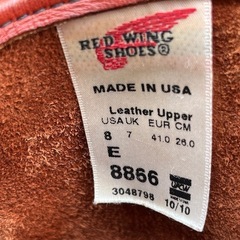 RED WING
SHOES®
MADE IN USA
Leather Upper
USA UK EUR CM
8 7 41.0 26.0
E
8866
3048798 10/10